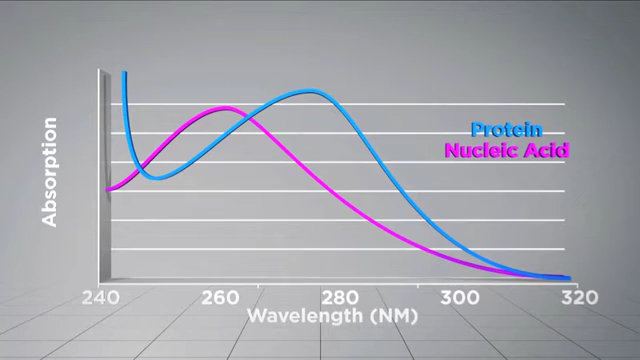 Protein
Nucleic Acid
Absorption
240 260 280 300 320
Wavelength (NM)